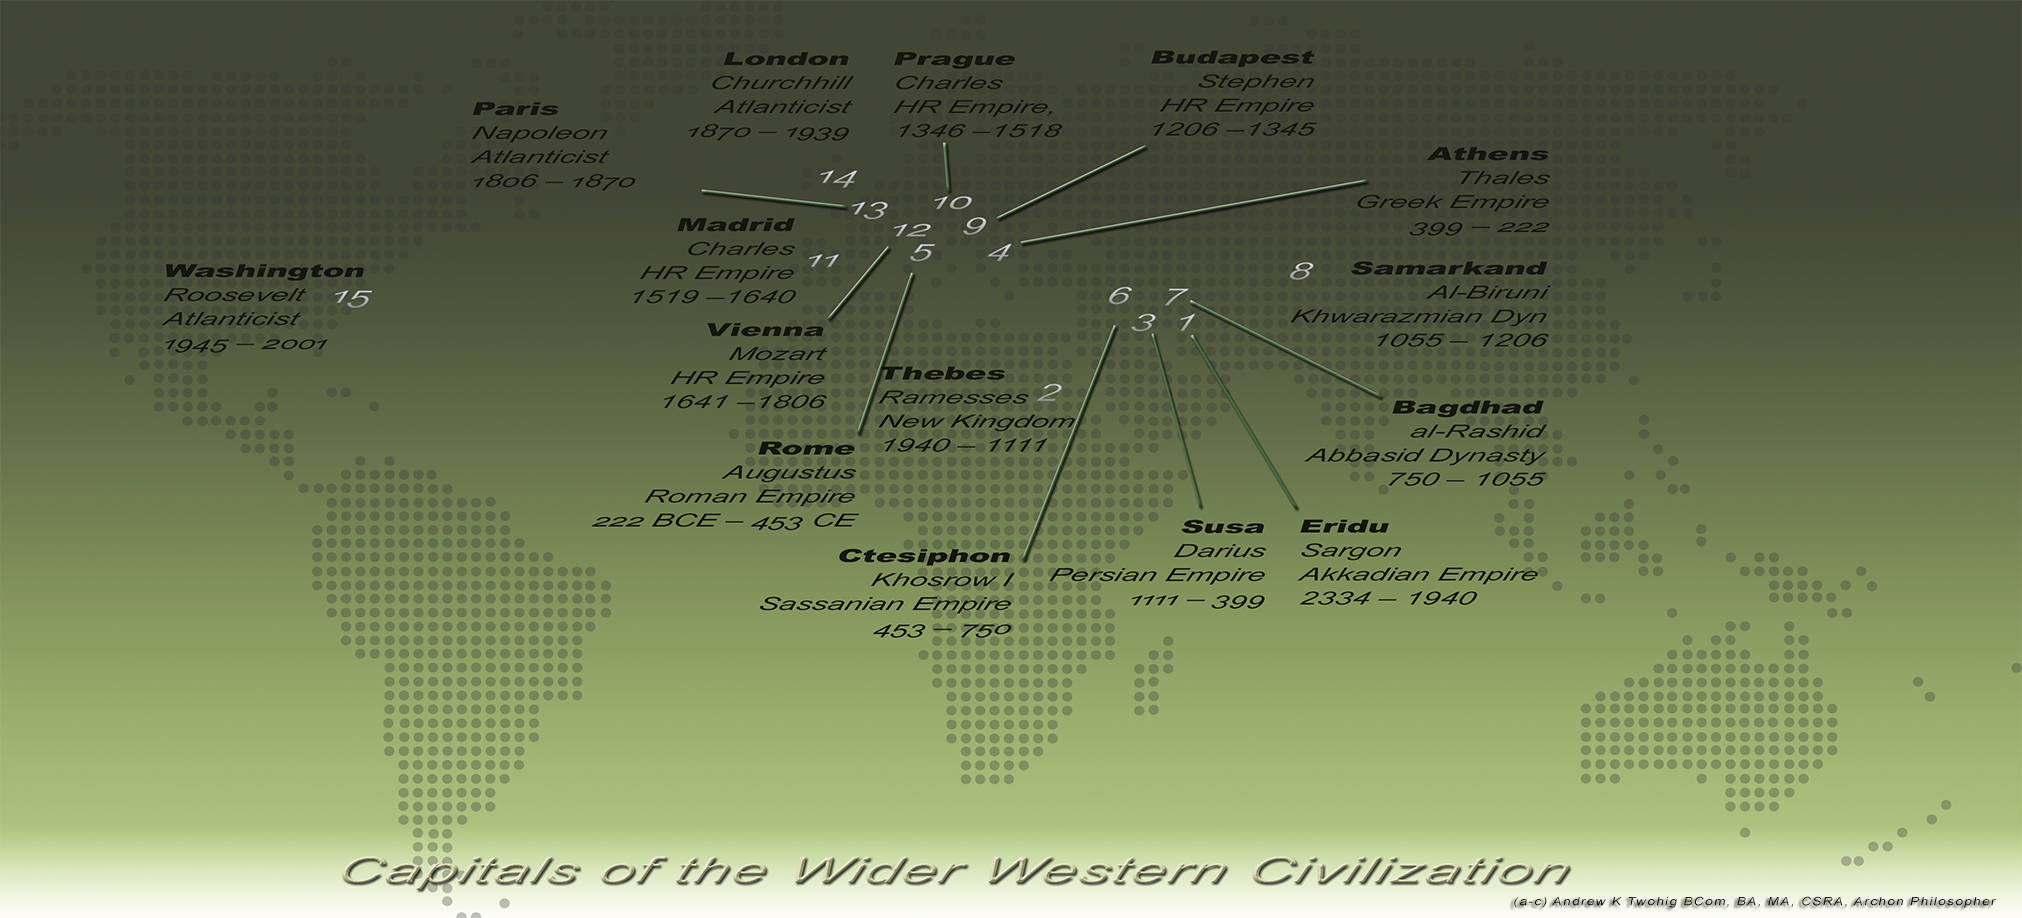 London
Churchhill
Atlanticist
1870 – 1939
Prague
Charles
HR Empire,
1346 –1518
Budapest
Stephen
HR Empire
1206 –1345
Paris
Napoleon
Atlanticist
1806 – 1870
Athens
Thales
Greek Empire
399 – 222
14
13
10
12
9
5
4
Madrid
Charles
HR Empire
1519 –1640
11
Washington
Roosevelt
Atlanticist
1945 – 2001
15
8
Samarkand
Al-Biruni
Khwarazmian Dyn
1055 – 1206
6
7
3
1
Vienna
Mozart
HR Empire
1641 –1806
Thebes
Ramesses
New Kingdom
1940 – 1111
2
Bagdhad
al-Rashid
Abbasid Dynasty
750 – 1055
Rome
Augustus
Roman Empire
222 BCE – 453 CE
Ctesiphon
Khosrow I
Sassanian Empire
453 – 750
Susa
Darius
Persian Empire
1111 – 399
Eridu
Sargon
Akkadian Empire
2334 – 1940
Capitals of the Wider Western Civilization
(a-c) Andrew K Twohig BCom, BA, MA, CSRA, Archon Philosopher